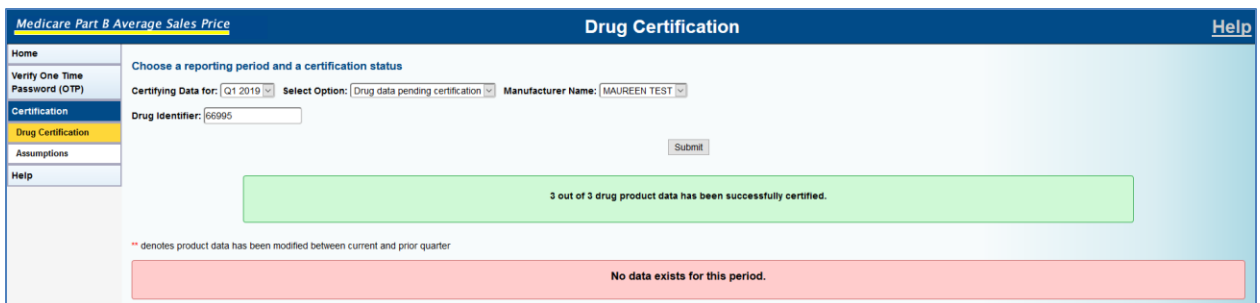 Medicare Part B Average Sales Price
Drug Certification
Help
Home
Verify One Time
Password (OTP)
Certification
Drug Certification
Assumptions
Help
Choose a reporting period and a certification status
Certifying Data for: Q1 2019 Select Option: Drug data pending certification Manufacturer Name: MAUREEN TEST
Drug Identifier: 66995
Submit
3 out of 3 drug product data has been successfully certified.
** denotes product data has been modified between current and prior quarter
No data exists for this period.